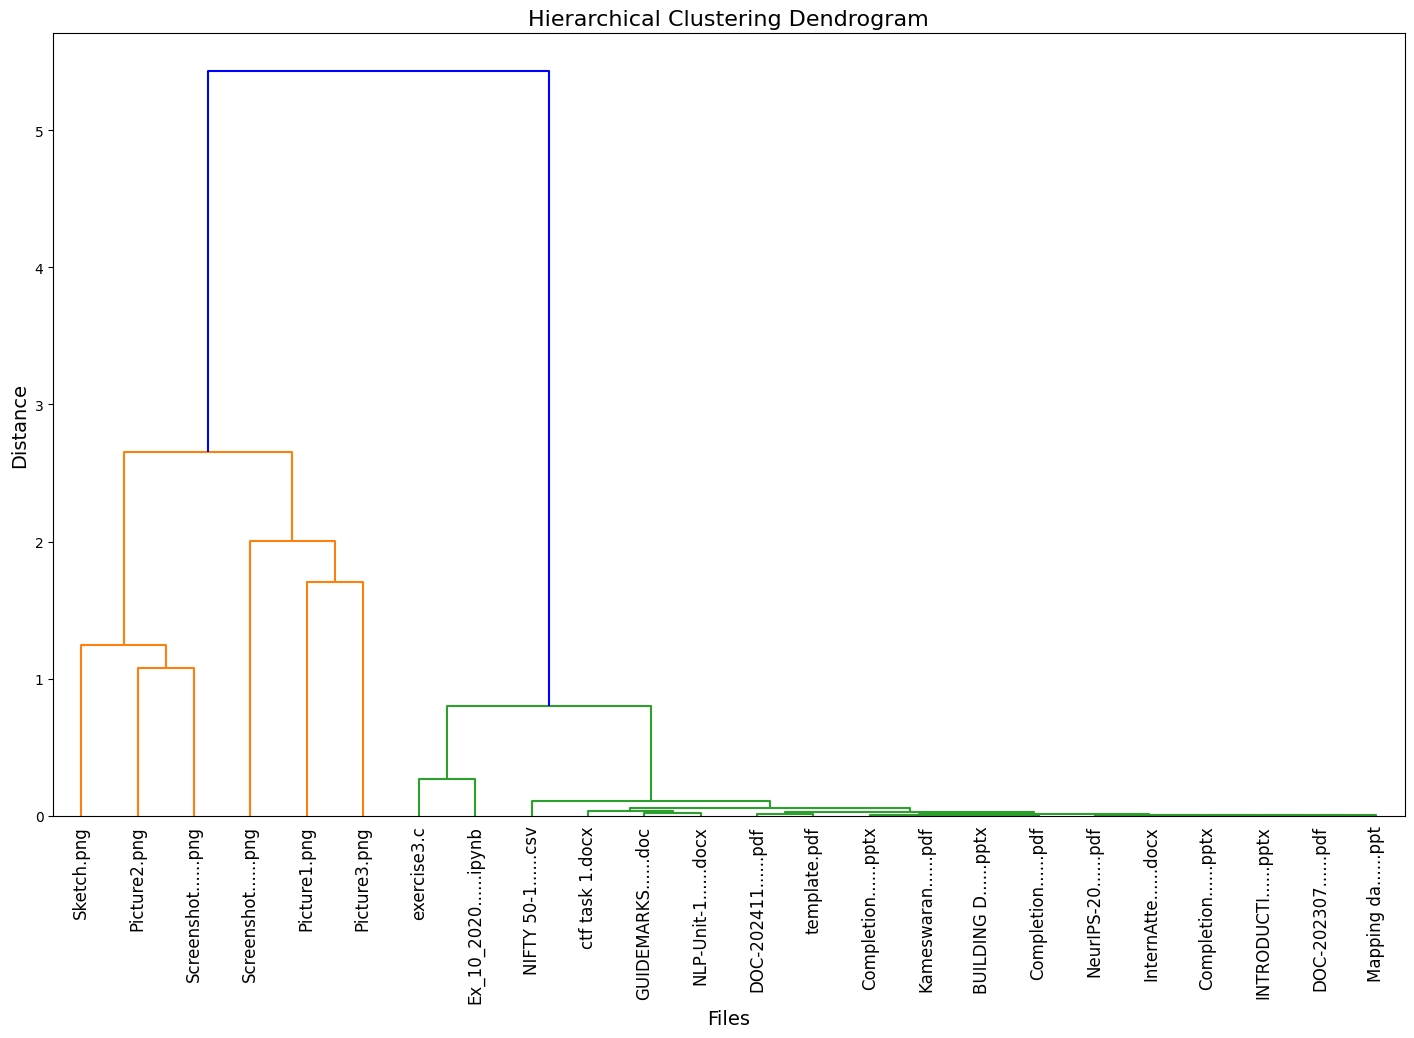 Hierarchical Clustering Dendrogram
Distance
5
4
3
2
1
0
Sketch.png
Picture2.png
Screenshot......png
Screenshot......png
Picture1.png
Picture3.png
exercise3.c
Ex_10_2020......ipynb
NIFTY 50-1......csv
ctf task 1.docx
GUIDEMARKS......doc
NLP-Unit-1.....docx
DOC-202411......pdf
template.pdf
Completion.....pptx
Kameswaran......pdf
BUILDING D.....pptx
Completion......pdf
NeurIPS-20......pdf
InternAtte......docx
Completion.....pptx
INTRODUCTI.....pptx
DOC-202307......pdf
Mapping da......ppt
Files